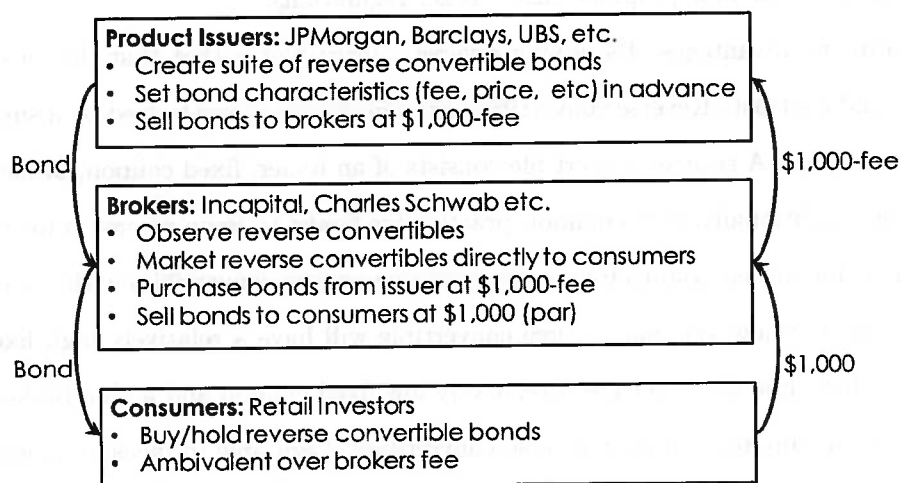 Product Issuers: JPMorgan, Barclays, UBS, etc.
• Create suite of reverse convertible bonds
• Set bond characteristics (fee, price, etc) in advance
• Sell bonds to brokers at $1,000-fee
Bond
$1,000-fee
Brokers: Incapital, Charles Schwab etc.
• Observe reverse convertibles
• Market reverse convertibles directly to consumers
• Purchase bonds from issuer at $1,000-fee
• Sell bonds to consumers at $1,000 (par)
Bond
$1,000
Consumers: Retail Investors
• Buy/hold reverse convertible bonds
• Ambivalent over brokers fee